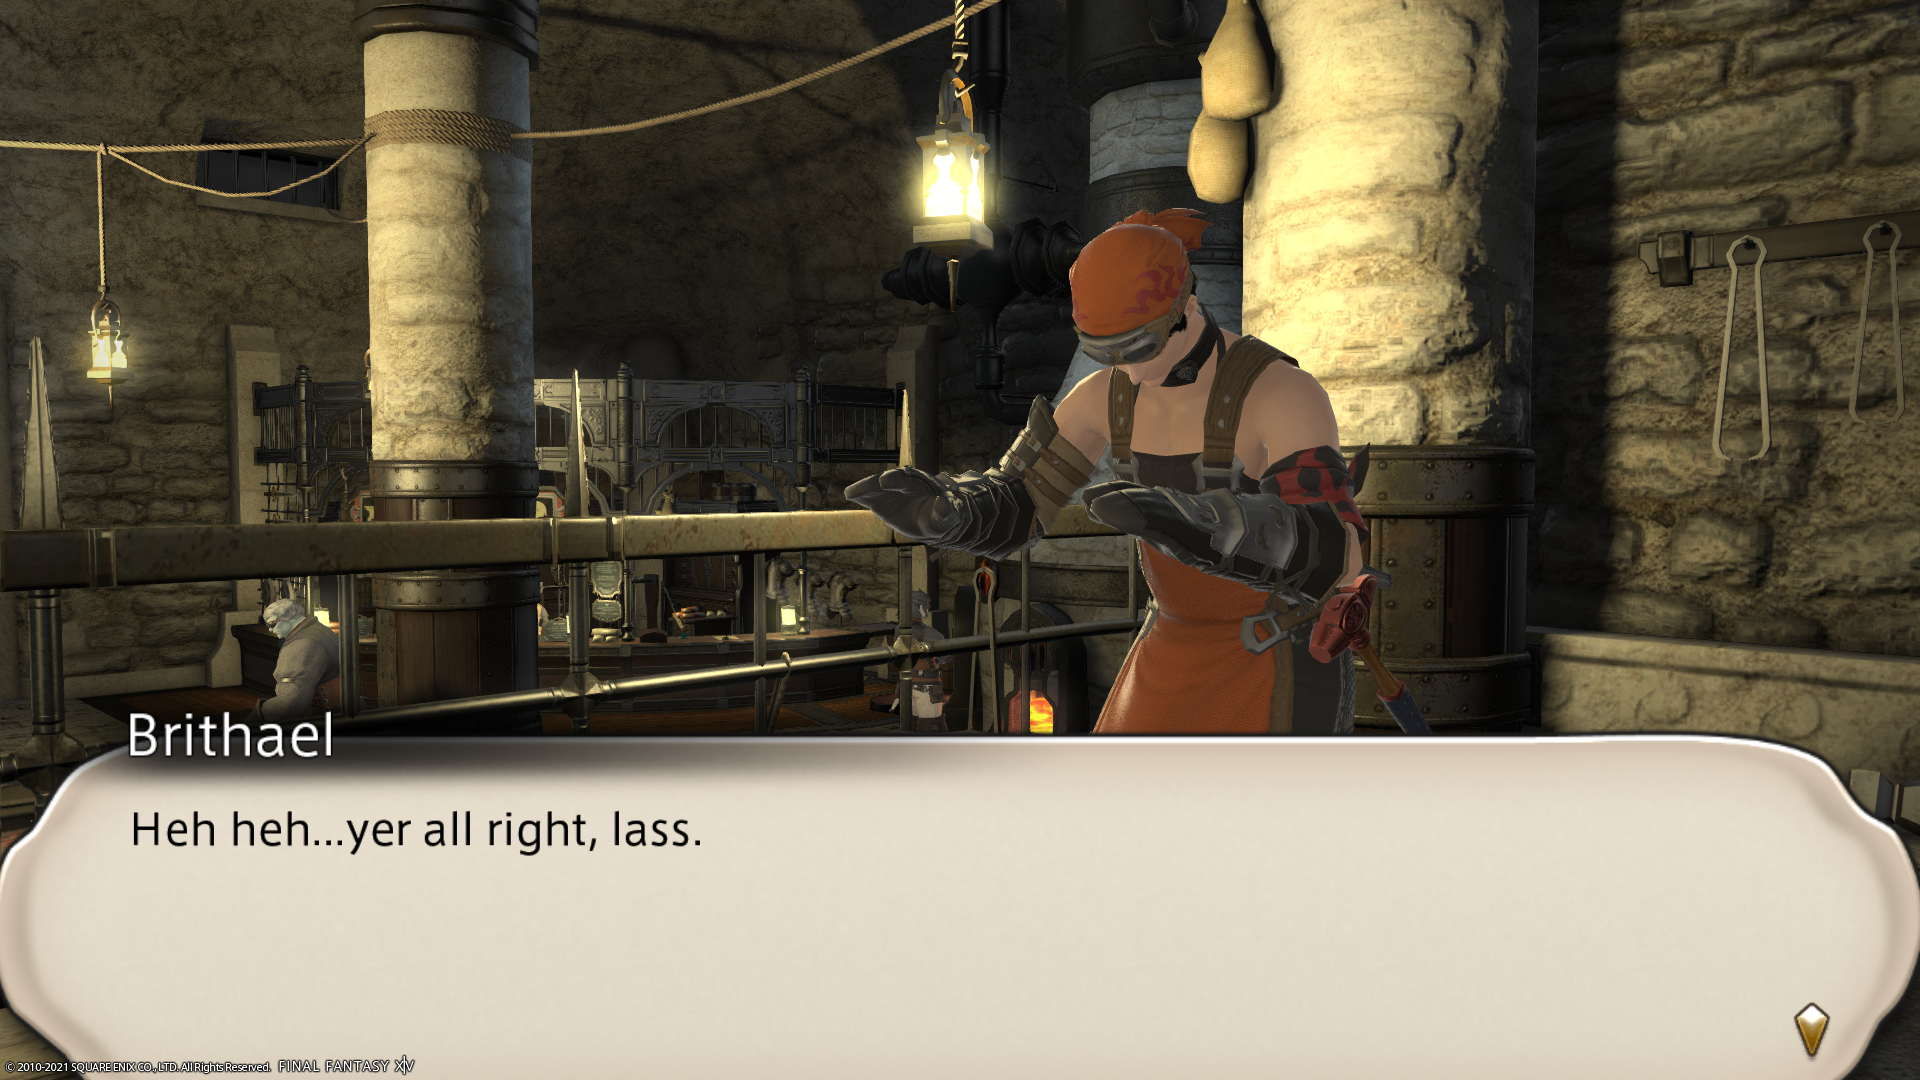 Brithael
Heh heh...yer all right, lass.
© 2010-2021 SQUARE ENIX CO., LTD. All Rights Reserved. FINAL FANTASY XIV